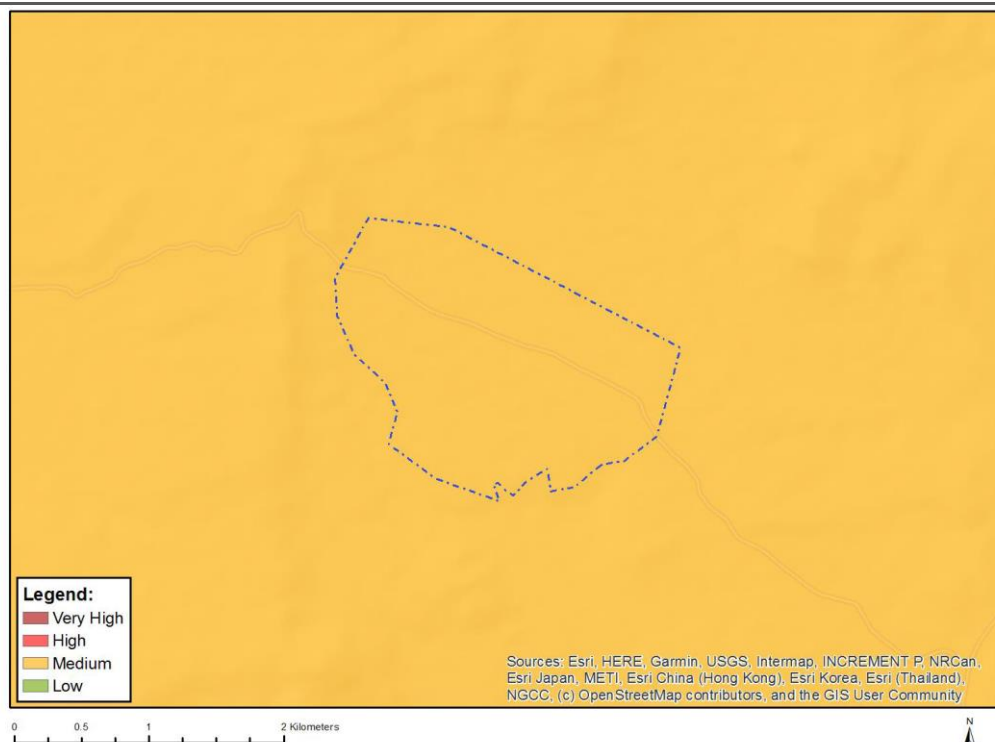 Legend:
Very High
High
Medium
Low
Sources: Esri, HERE, Garmin, USGS, Intermap, INCREMENT P, NRCan,
Esri Japan, METI, Esri China (Hong Kong), Esri Korea, Esri (Thailand),
NGCC, (c) OpenStreetMap contributors, and the GIS User Community
0 0.5 1 2 Kilometers
N